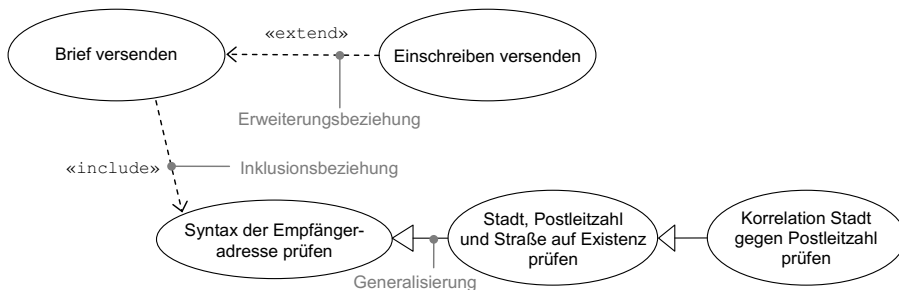 «extend»
Brief versenden
Einschreiben versenden
Erweiterungsbeziehung
«include»
Inklusionsbeziehung
Syntax der Empfänger-
adresse prüfen
Stadt, Postleitzahl
und Straße auf Existenz
prüfen
Korrelation Stadt
gegen Postleitzahl
prüfen
Generalisierung